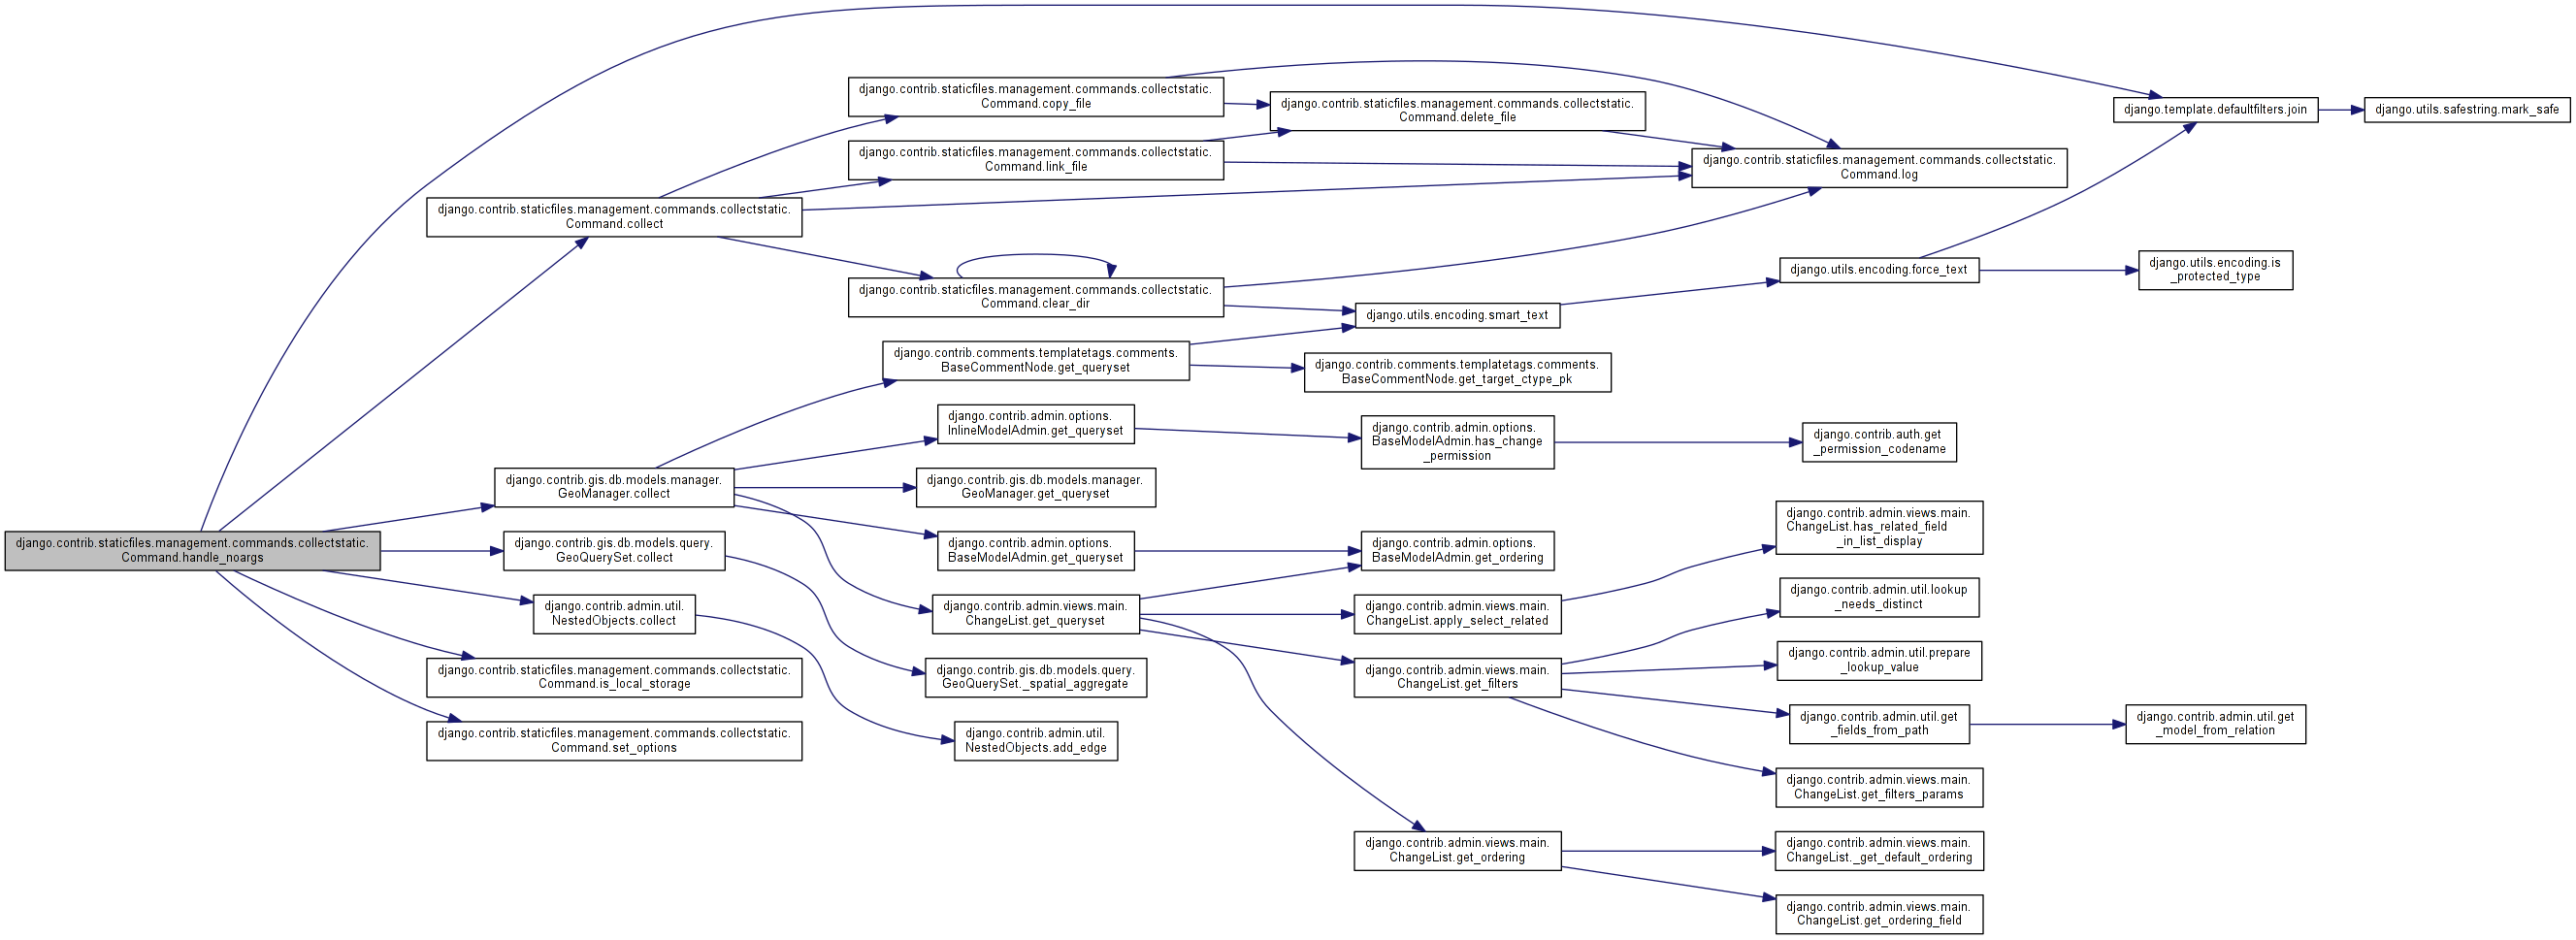 django.contrib.staticfiles.management.commands.collectstatic.
Command.handle_noargs
django.contrib.staticfiles.management.commands.collectstatic.
Command.collect
django.contrib.gis.db.models.manager.
GeoManager.collect
django.contrib.gis.db.models.query.
GeoQuerySet.collect
django.contrib.admin.util.
NestedObjects.collect
django.contrib.staticfiles.management.commands.collectstatic.
Command.is_local_storage
django.contrib.staticfiles.management.commands.collectstatic.
Command.set_options
django.contrib.staticfiles.management.commands.collectstatic.
Command.copy_file
django.contrib.staticfiles.management.commands.collectstatic.
Command.link_file
django.contrib.staticfiles.management.commands.collectstatic.
Command.clear_dir
django.contrib.comments.templatetags.comments.
BaseCommentNode.get_queryset
django.contrib.admin.options.
InlineModelAdmin.get_queryset
django.contrib.gis.db.models.manager.
GeoManager.get_queryset
django.contrib.admin.options.
BaseModelAdmin.get_queryset
django.contrib.admin.views.main.
ChangeList.get_queryset
django.contrib.gis.db.models.query.
GeoQuerySet._spatial_aggregate
django.contrib.admin.util.
NestedObjects.add_edge
django.contrib.staticfiles.management.commands.collectstatic.
Command.delete_file
django.utils.encoding.smart_text
django.contrib.comments.templatetags.comments.
BaseCommentNode.get_target_ctype_pk
django.contrib.admin.options.
BaseModelAdmin.has_change
_permission
django.contrib.admin.options.
BaseModelAdmin.get_ordering
django.contrib.admin.views.main.
ChangeList.apply_select_related
django.contrib.admin.views.main.
ChangeList.get_filters
django.contrib.admin.views.main.
ChangeList.get_ordering
django.contrib.staticfiles.management.commands.collectstatic.
Command.log
django.utils.encoding.force_text
django.contrib.auth.get
_permission_codename
django.contrib.admin.views.main.
ChangeList.has_related_field
_in_list_display
django.contrib.admin.util.lookup
_needs_distinct
django.contrib.admin.util.prepare
_lookup_value
django.contrib.admin.util.get
_fields_from_path
django.contrib.admin.views.main.
ChangeList.get_filters_params
django.contrib.admin.views.main.
ChangeList._get_default_ordering
django.contrib.admin.views.main.
ChangeList.get_ordering_field
django.template.defaultfilters.join
django.utils.encoding.is
_protected_type
django.contrib.admin.util.get
_model_from_relation
django.utils.safestring.mark_safe